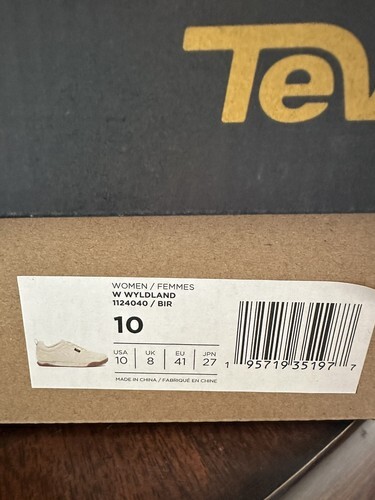 Tev
WOMEN / FEMMES
W WYLDLAND
1124040 / BIR
10
USA UK EU JPN
10 8 41 27
MADE IN CHINA / FABRIQUÉ EN CHINE
1 95719 35197 7